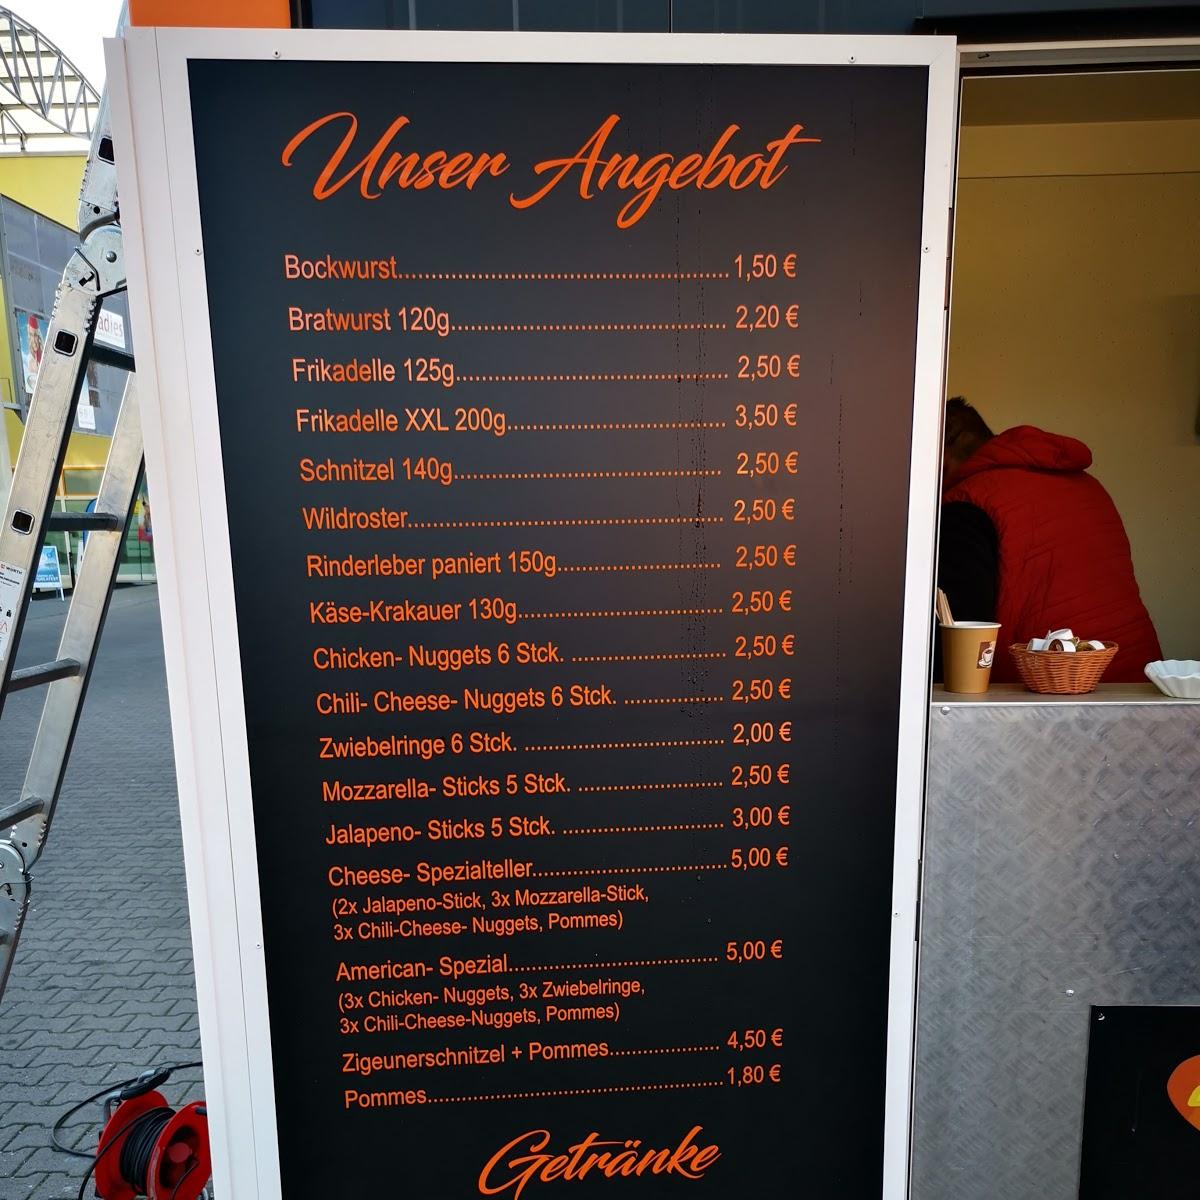 Unser Angebot
Bockwurst.......................................................1,50 €
Bratwurst 120g.............................................. 2,20 €
Frikadelle 125g.............................................. 2,50 €
Frikadelle XXL 200g..................................... 3,50 €
Schnitzel 140g............................................. 2,50 €
Wildroster..................................................... 2,50 €
Rinderleber paniert 150g............................ 2,50 €
Käse-Krakauer 130g................................... 2,50 €
Chicken- Nuggets 6 Stck. .......................... 2,50 €
Chili- Cheese- Nuggets 6 Stck. ................. 2,50 €
Zwiebelringe 6 Stck. .................................. 2,00 €
Mozzarella- Sticks 5 Stck. ......................... 2,50 €
Jalapeno- Sticks 5 Stck. ............................ 3,00 €
Cheese- Spezialteller.................................5,00 €
(2x Jalapeno-Stick, 3x Mozzarella-Stick,
3x Chili-Cheese- Nuggets, Pommes)
American- Spezial.................................... 5,00 €
(3x Chicken- Nuggets, 3x Zwiebelringe,
3x Chili-Cheese-Nuggets, Pommes)
Zigeunerschnitzel + Pommes................... 4,50 €
Pommes....................................................1,80 €
Getränke
adies
WÜRTH